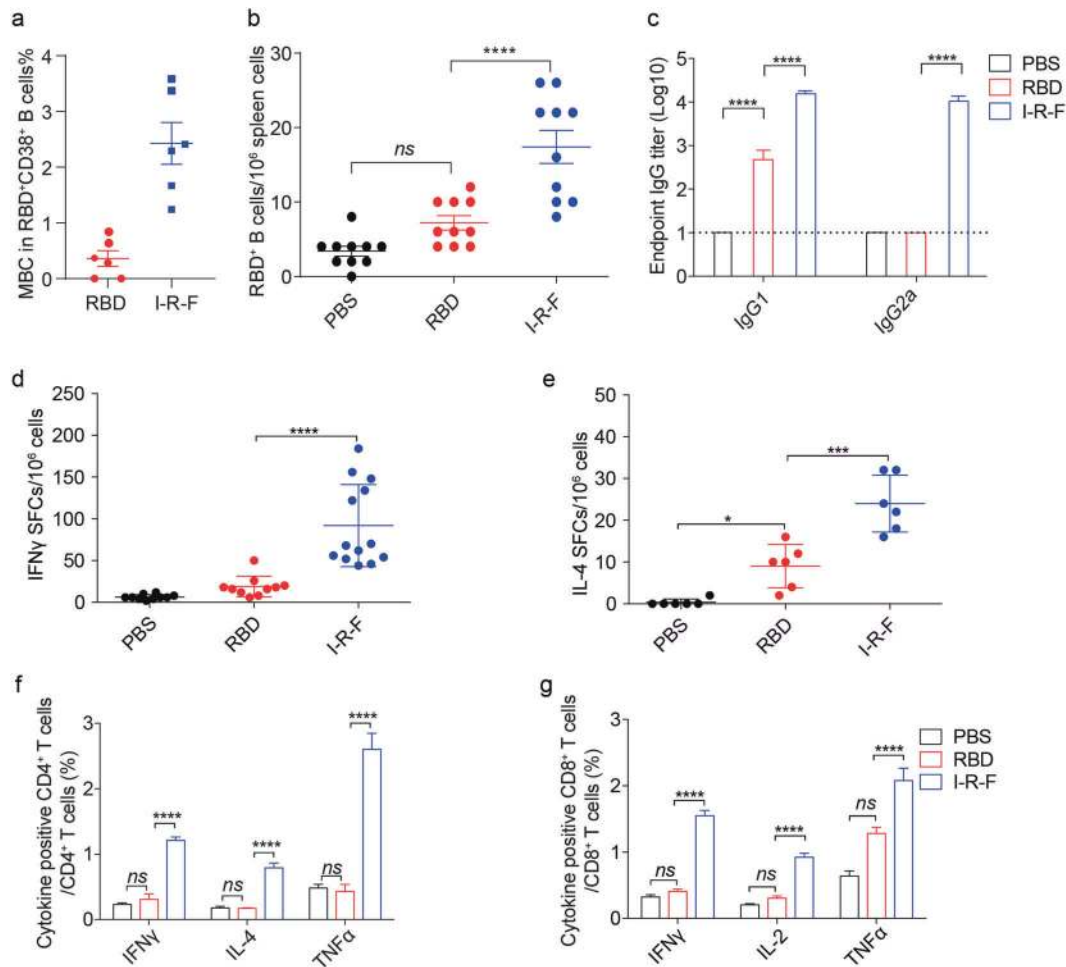 a
MBC in RBD⁺CD38⁺ B cells%
4
3
2
1
0
RBD
I-R-F
b
RBD⁺ B cells/10⁶ spleen cells
30
20
10
0
ns
****
PBS
RBD
I-R-F
c
Endpoint IgG titer (Log10)
5
4
3
2
1
0
****
****
****
IgG1
IgG2a
PBS
RBD
I-R-F
d
IFNγ SFCs/10⁶ cells
250
200
150
100
50
0
****
PBS
RBD
I-R-F
e
IL-4 SFCs/10⁶ cells
50
40
30
20
10
0
*
***
PBS
RBD
I-R-F
f
Cytokine positive CD4⁺ T cells
/CD4⁺ T cells (%)
3
2
1
0
ns
****
ns
****
ns
****
IFNγ
IL-4
TNFα
g
Cytokine positive CD8⁺ T cells
/CD8⁺ T cells (%)
3
2
1
0
ns
****
ns
****
ns
****
IFNγ
IL-2
TNFα
PBS
RBD
I-R-F